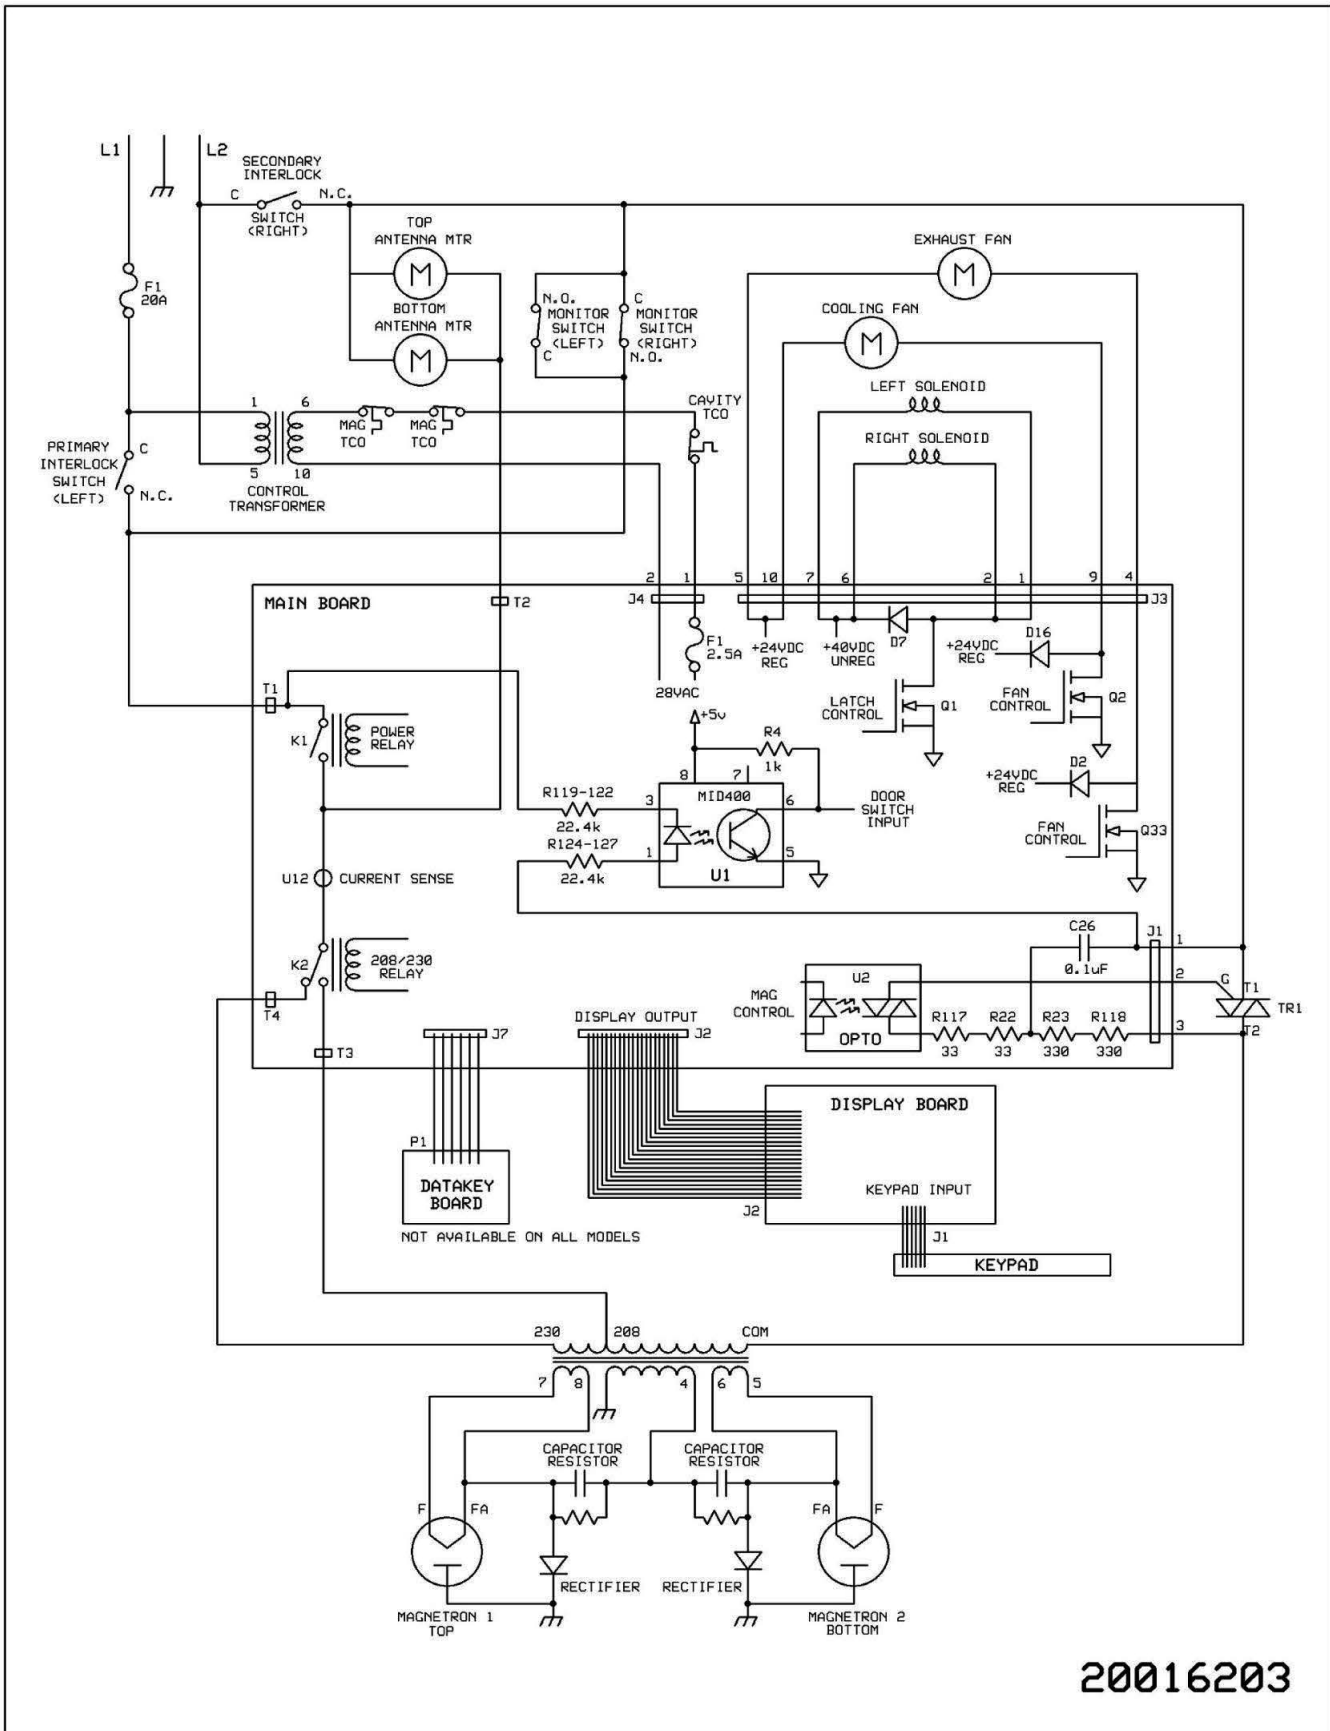 L1
L2
SECONDARY
INTERLOCK
C
N.C.
SWITCH
(RIGHT)
TOP
ANTENNA MTR
M
BOTTOM
ANTENNA MTR
M
F1
20A
EXHAUST FAN
M
COOLING FAN
M
N.O.
MONITOR
SWITCH
(LEFT)
C
C
MONITOR
SWITCH
(RIGHT)
N.O.
LEFT SOLENOID
RIGHT SOLENOID
CAVITY
TCO
1
6
MAG
TCO
MAG
TCO
5
10
CONTROL
TRANSFORMER
PRIMARY
INTERLOCK
SWITCH
(LEFT)
C
N.C.
MAIN BOARD
T2
2
1
J4
5
10
7
6
2
1
9
4
J3
F1
2.5A
28VAC
+24VDC
REG
+40VDC
UNREG
D7
D16
+24VDC
REG
LATCH
CONTROL
Q1
FAN
CONTROL
Q2
T1
K1
POWER
RELAY
+5v
R4
1k
D2
+24VDC
REG
FAN
CONTROL
Q33
8
7
MID400
3
6
1
5
U1
DOOR
SWITCH
INPUT
R119-122
22.4k
R124-127
22.4k
U12
CURRENT SENSE
K2
208/230
RELAY
T4
T3
C26
0.1uF
J1
1
2
3
U2
MAG
CONTROL
OPTO
R117
33
R22
33
R23
330
R118
330
G
T1
TR1
T2
J7
DISPLAY OUTPUT
J2
P1
DATAKEY
BOARD
NOT AVAILABLE ON ALL MODELS
DISPLAY BOARD
KEYPAD INPUT
J2
J1
KEYPAD
230
208
COM
7
8
4
6
5
CAPACITOR
RESISTOR
CAPACITOR
RESISTOR
F
FA
FA
F
RECTIFIER
RECTIFIER
MAGNETRON 1
TOP
MAGNETRON 2
BOTTOM
20016203